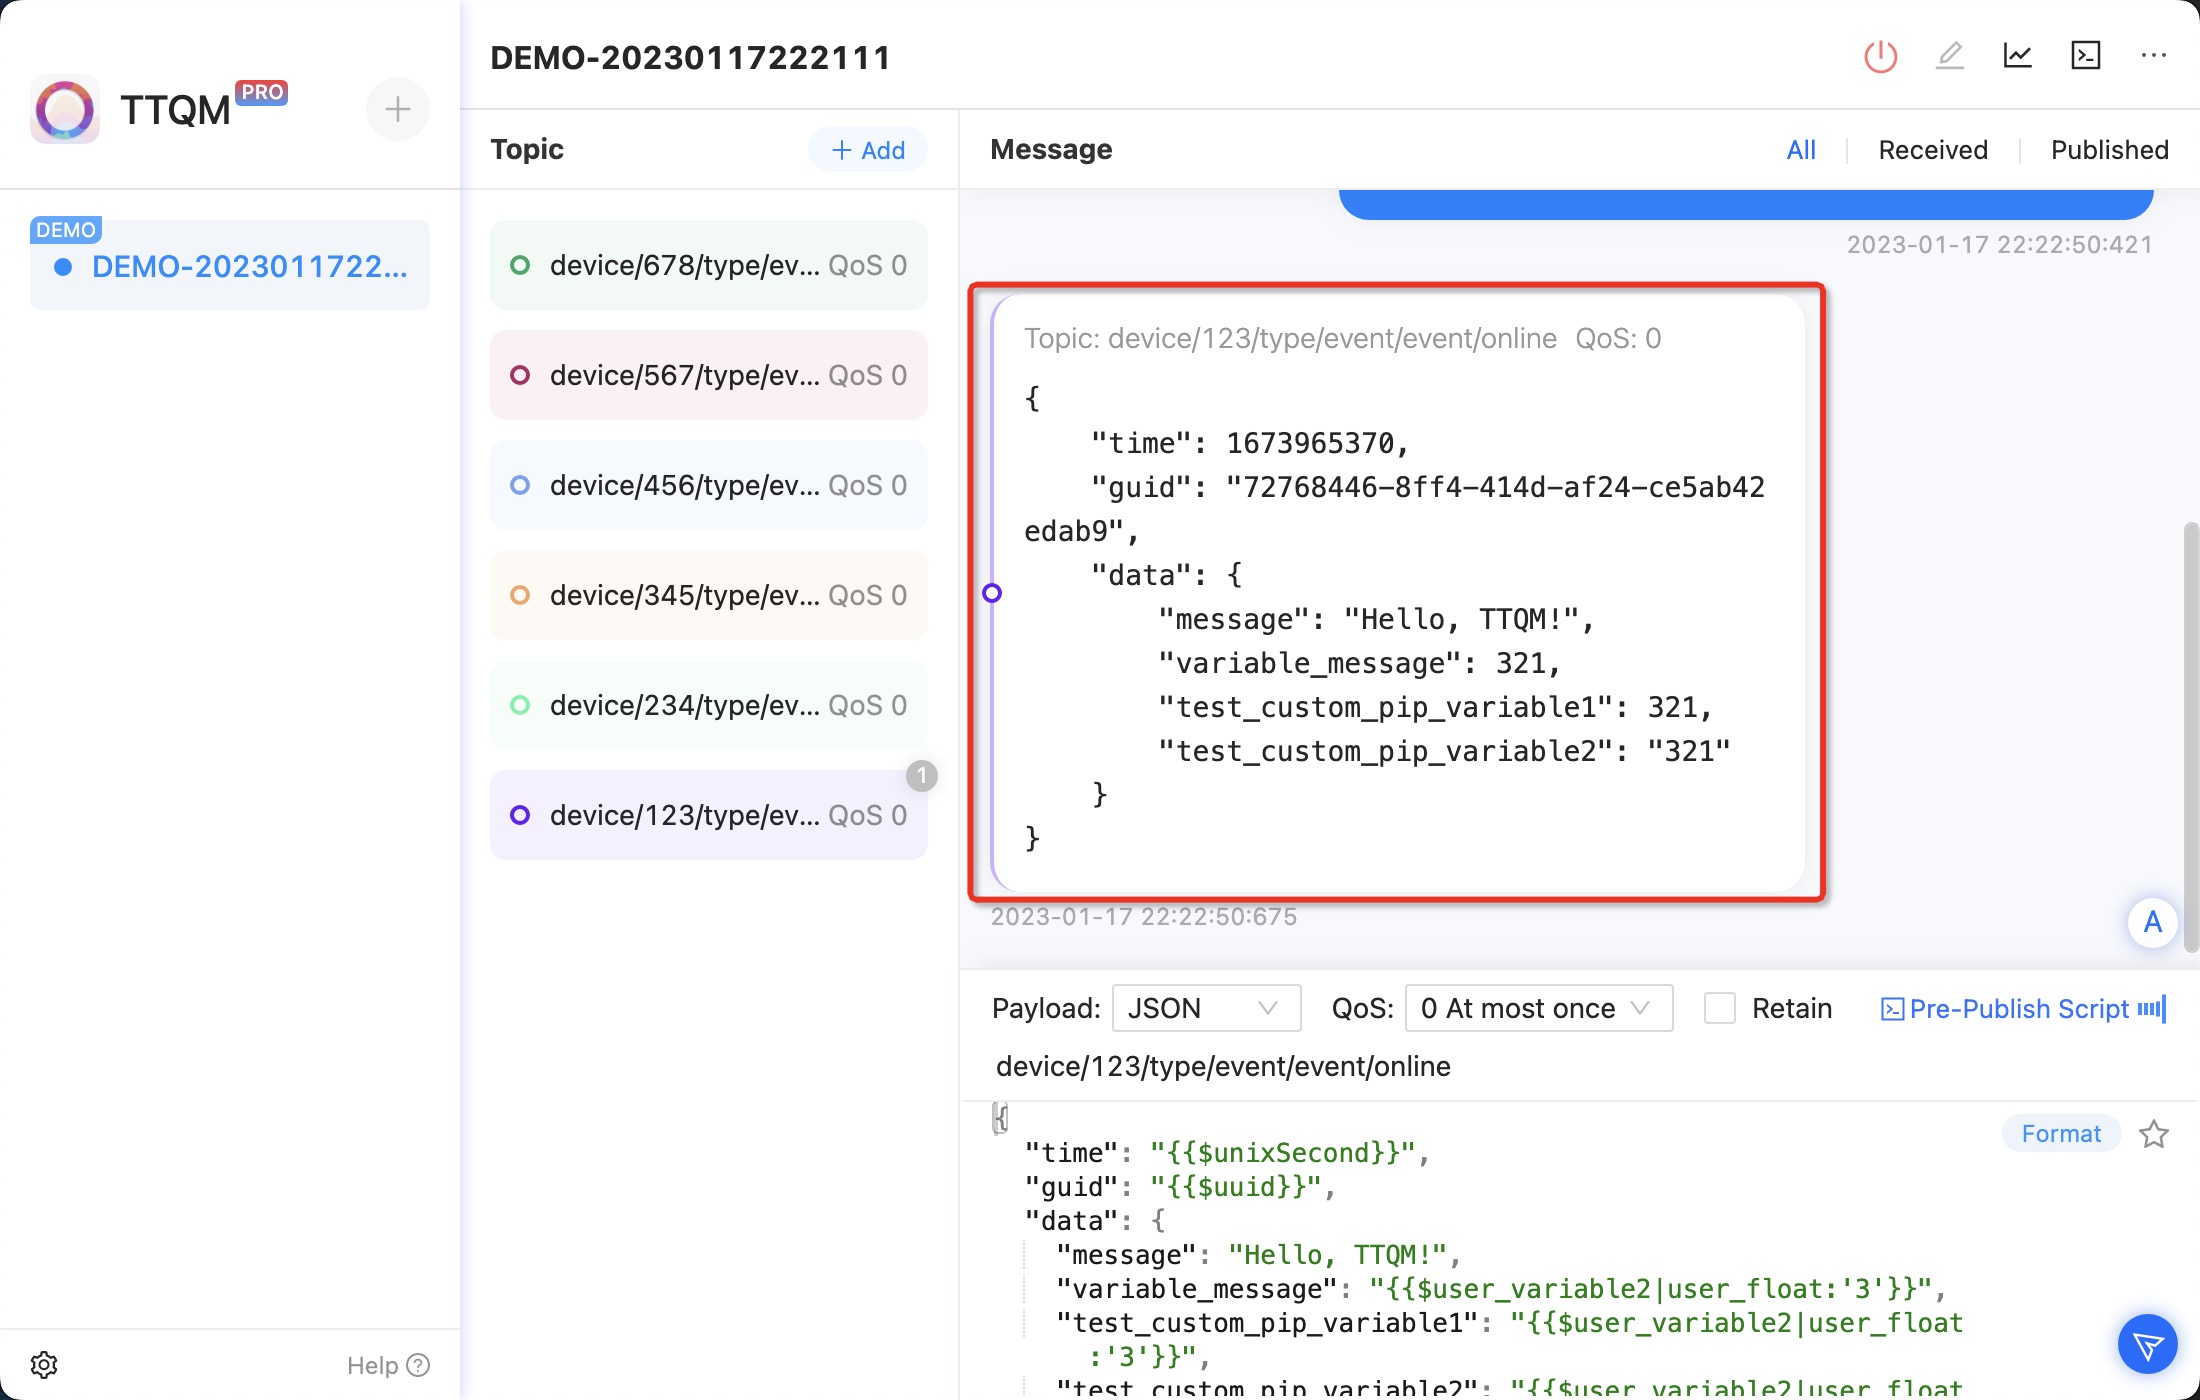 TTQM PRO
DEMO
DEMO-2023011722...
Help
DEMO-20230117222111
Topic
Add
device/678/type/ev... QoS 0
device/567/type/ev... QoS 0
device/456/type/ev... QoS 0
device/345/type/ev... QoS 0
device/234/type/ev... QoS 0
1
device/123/type/ev... QoS 0
Message
All
Received
Published
2023-01-17 22:22:50:421
Topic: device/123/type/event/event/online QoS: 0
{
"time": 1673965370,
"guid": "72768446-8ff4-414d-af24-ce5ab42
edab9",
"data": {
"message": "Hello, TTQM!",
"variable_message": 321,
"test_custom_pip_variable1": 321,
"test_custom_pip_variable2": "321"
}
}
2023-01-17 22:22:50:675
A
Payload: JSON QoS: 0 At most once Retain Pre-Publish Script
device/123/type/event/event/online
Format
{
"time": "{{$unixSecond}}",
"guid": "{{$uuid}}",
"data": {
"message": "Hello, TTQM!",
"variable_message": "{{$user_variable2|user_float:'3'}}",
"test_custom_pip_variable1": "{{$user_variable2|user_float
:'3'}}",
"test_custom_pip_variable2": "{{$user_variable2|user_float